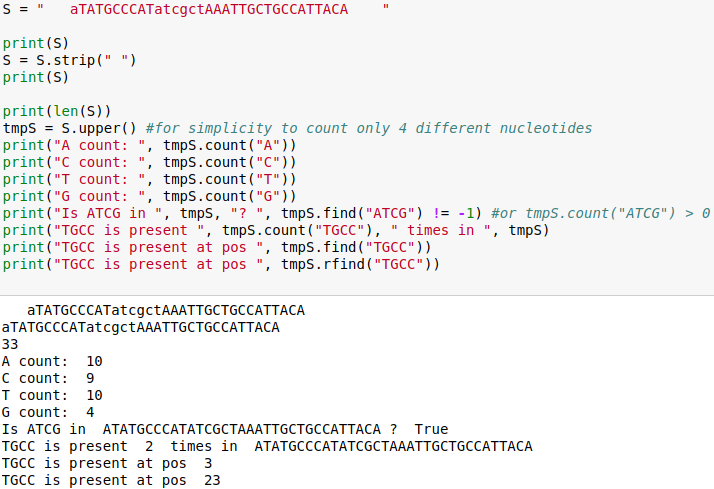 S = "   aTATGCCCATatcgctAAATTGCTGCCATTACA    "
print(S)
S = S.strip(" ")
print(S)
print(len(S))
tmpS = S.upper() #for simplicity to count only 4 different nucleotides
print("A count: ", tmpS.count("A"))
print("C count: ", tmpS.count("C"))
print("T count: ", tmpS.count("T"))
print("G count: ", tmpS.count("G"))
print("Is ATCG in ", tmpS, "? ", tmpS.find("ATCG") != -1) #or tmpS.count("ATCG") > 0
print("TGCC is present ", tmpS.count("TGCC"), " times in ", tmpS)
print("TGCC is present at pos ", tmpS.find("TGCC"))
print("TGCC is present at pos ", tmpS.rfind("TGCC"))
   aTATGCCCATatcgctAAATTGCTGCCATTACA
aTATGCCCATatcgctAAATTGCTGCCATTACA
33
A count:  10
C count:  9
T count:  10
G count:  4
Is ATCG in  ATATGCCCATATCGCTAAATTGCTGCCATTACA ?  True
TGCC is present  2  times in  ATATGCCCATATCGCTAAATTGCTGCCATTACA
TGCC is present at pos  3
TGCC is present at pos  23